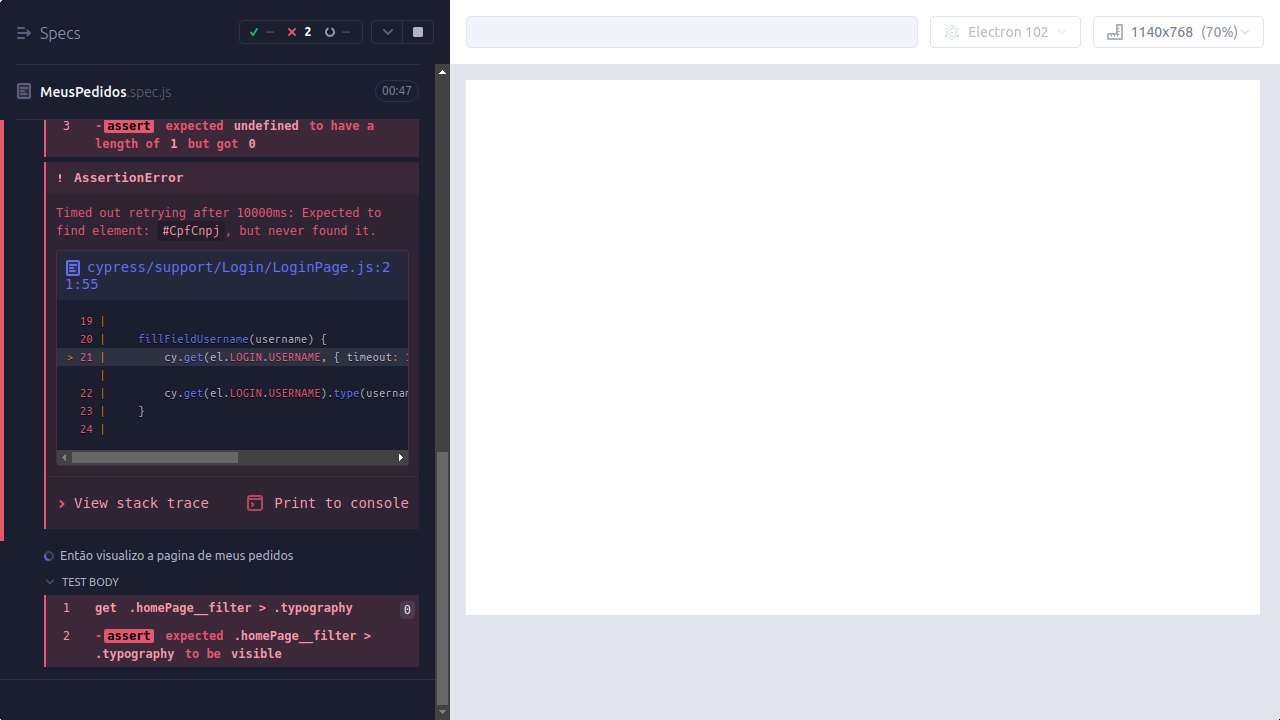 Specs
-- 2 --
Electron 102
1140x768 (70%)
MeusPedidos.spec.js
00:47
3 -assert expected undefined to have a
length of 1 but got 0
! AssertionError
Timed out retrying after 10000ms: Expected to
find element: #CpfCnpj, but never found it.
cypress/support/Login/LoginPage.js:2
1:55
19 |
20 | fillFieldUsername(username) {
> 21 | cy.get(el.LOGIN.USERNAME, { timeout:
|
22 | cy.get(el.LOGIN.USERNAME).type(usernam
23 | }
24 |
View stack trace
Print to console
Então visualizo a pagina de meus pedidos
TEST BODY
1 get .homePage__filter > .typography 0
2 -assert expected .homePage__filter >
.typography to be visible